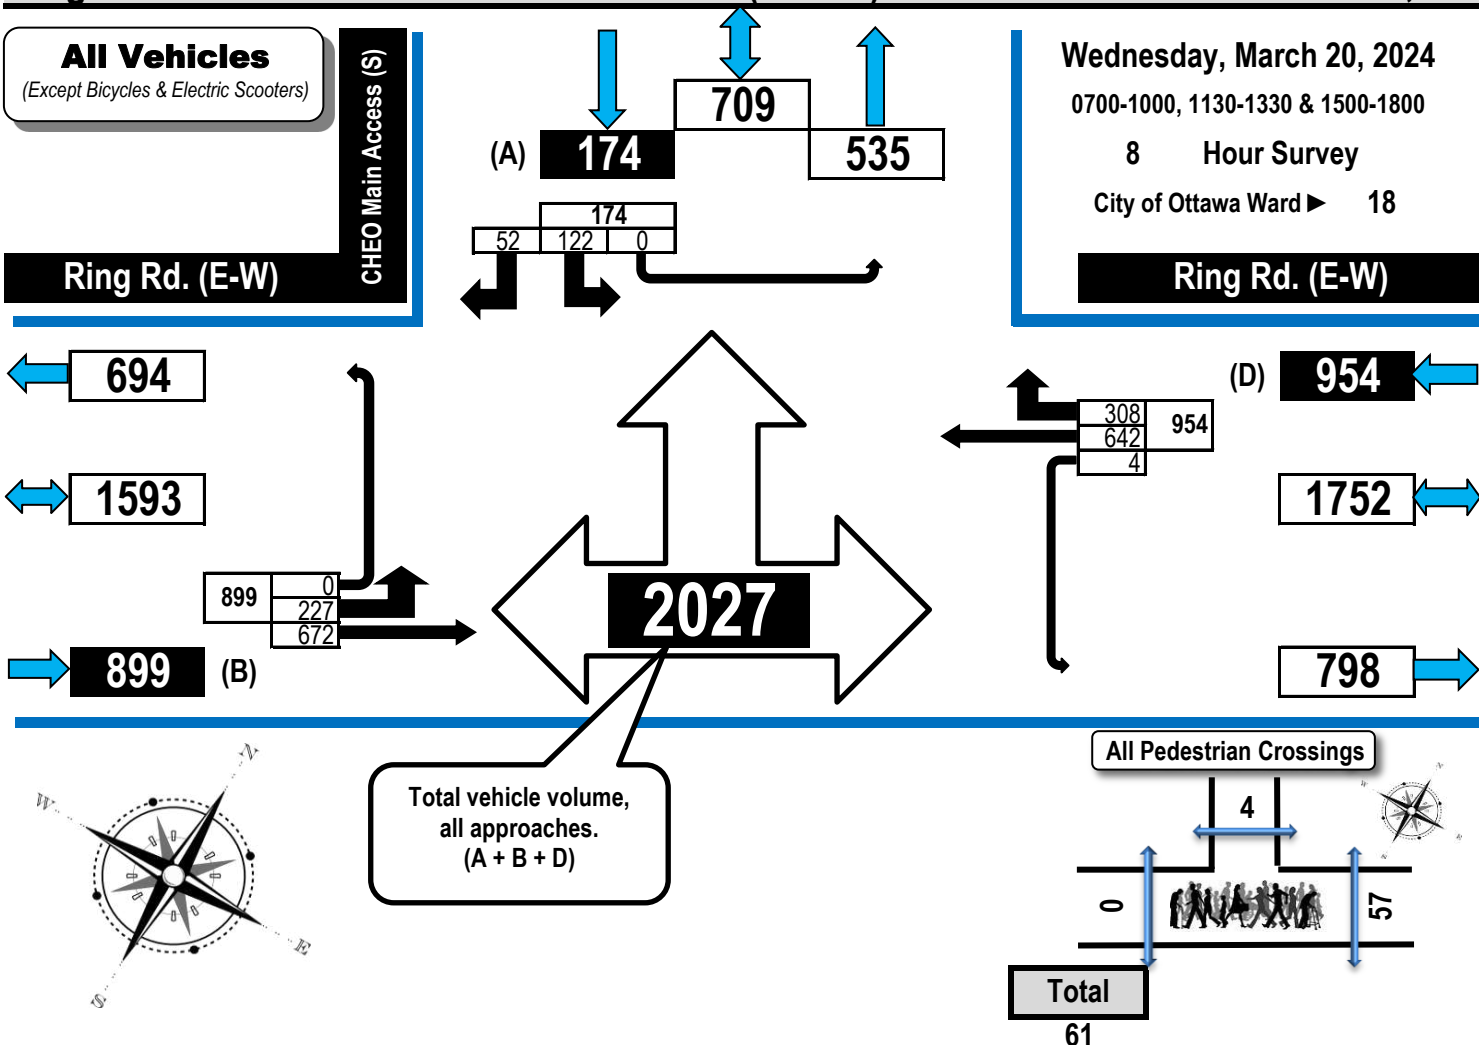 All Vehicles
(Except Bicycles & Electric Scooters)
CHEO Main Access (S)
Ring Rd. (E-W)
709
(A) 174
535
174
52 122 0
Wednesday, March 20, 2024
0700-1000, 1130-1330 & 1500-1800
8 Hour Survey
City of Ottawa Ward ► 18
Ring Rd. (E-W)
694
1593
899
0
227
672
899 (B)
(D) 954
308
642
4
954
1752
798
2027
Total vehicle volume,
all approaches.
(A + B + D)
N
W
E
S
All Pedestrian Crossings
4
0
57
Total
61